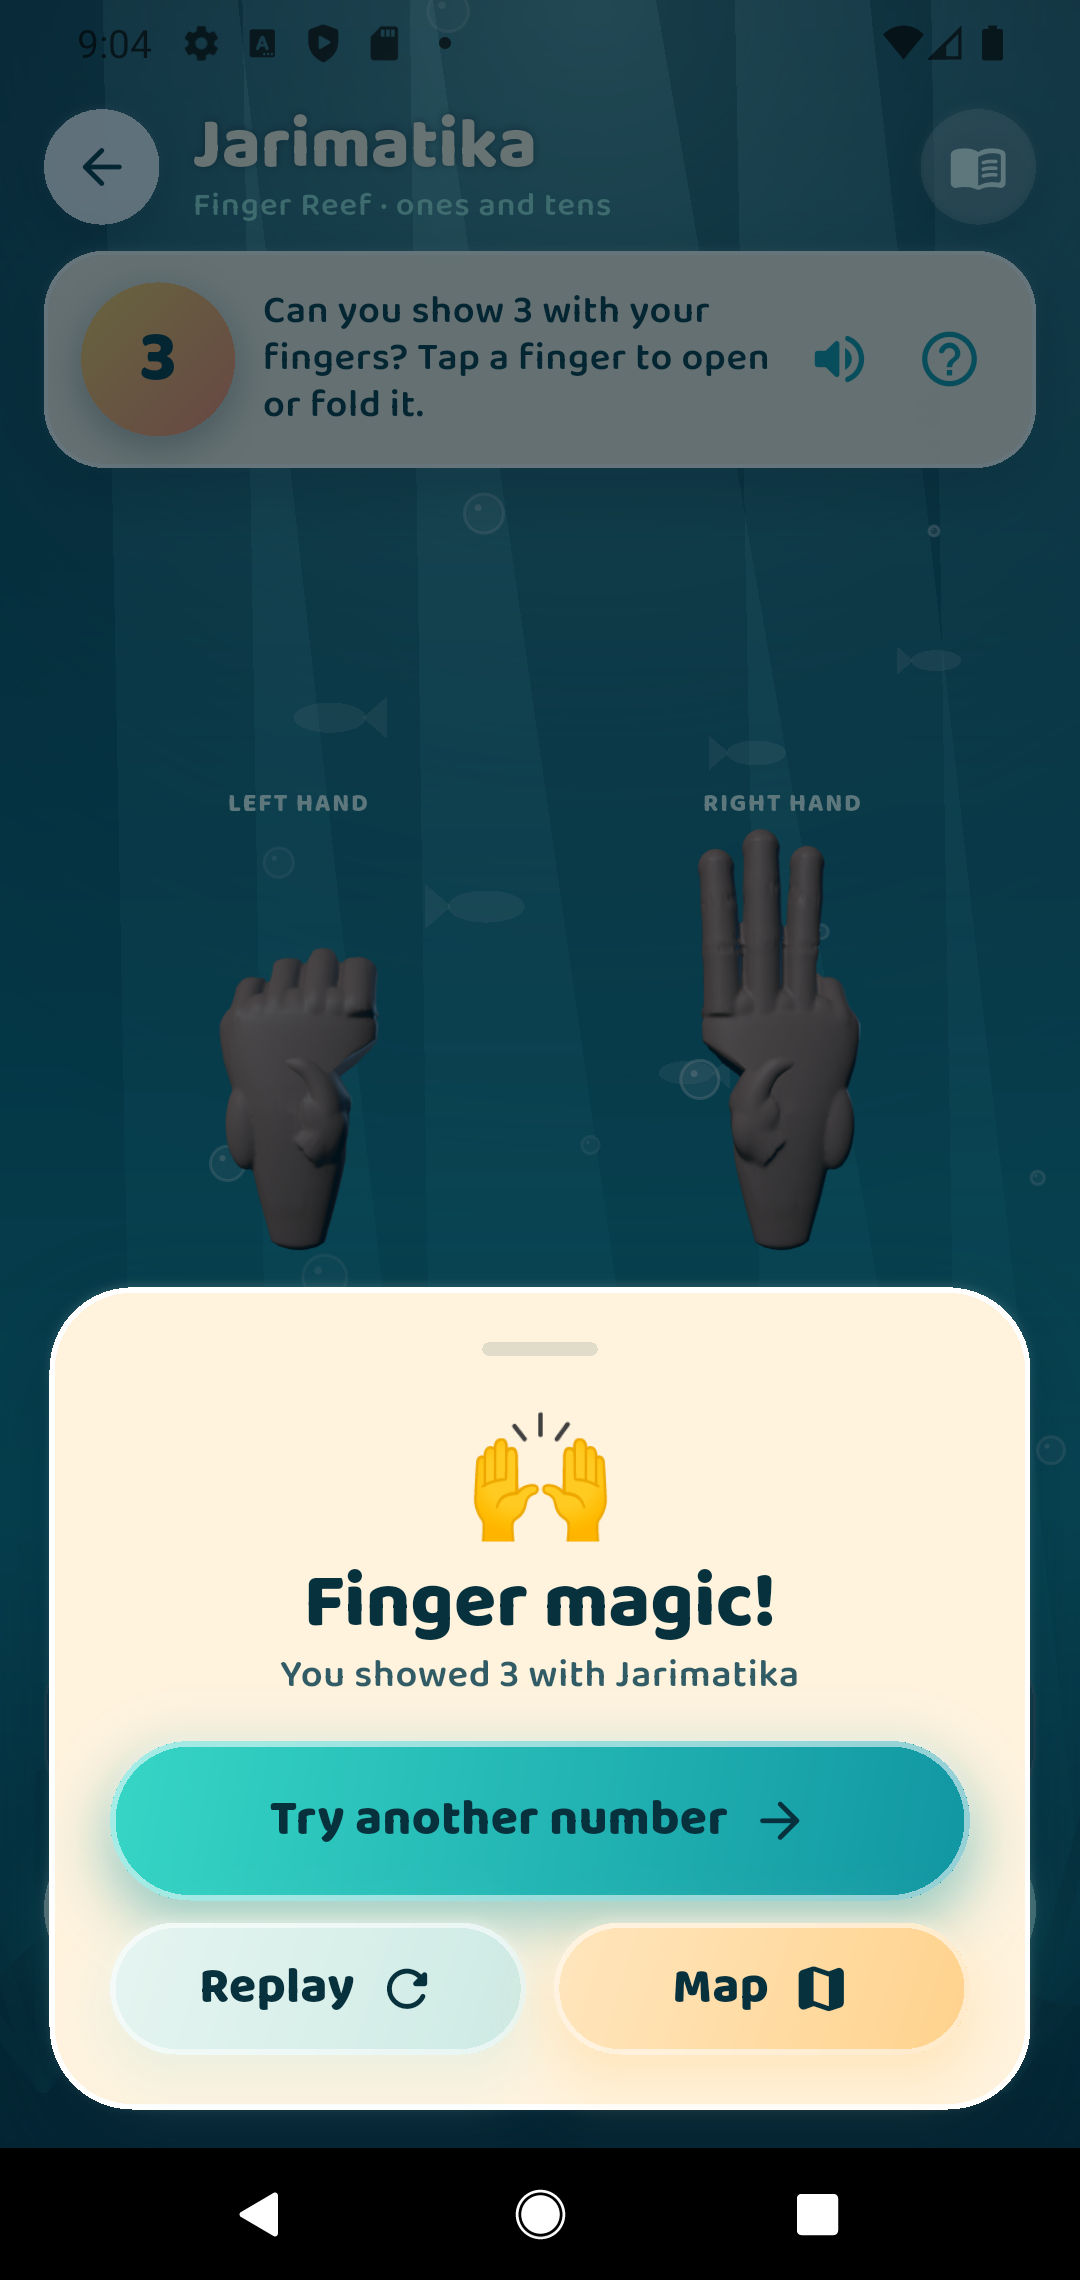 9:04
Jarimatika
Finger Reef · ones and tens
3
Can you show 3 with your
fingers? Tap a finger to open
or fold it.
LEFT HAND
RIGHT HAND
Finger magic!
You showed 3 with Jarimatika
Try another number
Replay
Map